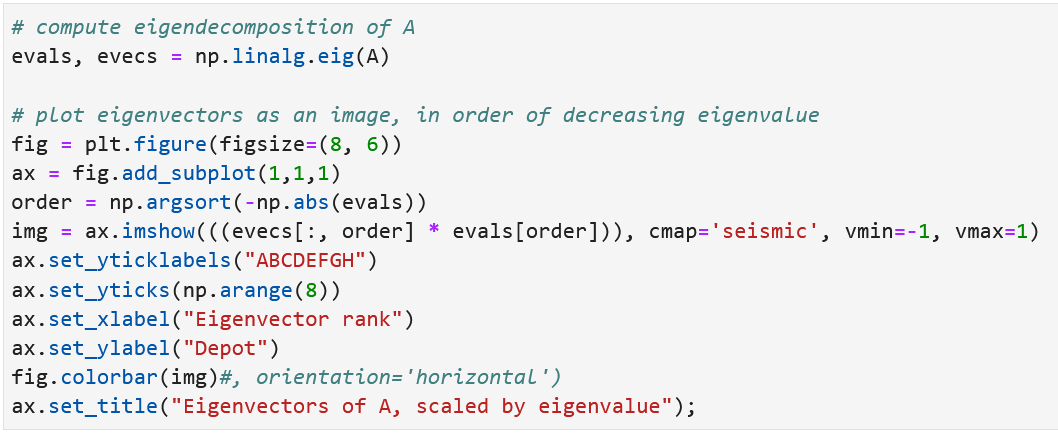 # compute eigendecomposition of A
evals, evecs = np.linalg.eig(A)
# plot eigenvectors as an image, in order of decreasing eigenvalue
fig = plt.figure(figsize=(8, 6))
ax = fig.add_subplot(1,1,1)
order = np.argsort(-np.abs(evals))
img = ax.imshow(((evecs[:, order] * evals[order])), cmap='seismic', vmin=-1, vmax=1)
ax.set_yticklabels("ABCDEFGH")
ax.set_yticks(np.arange(8))
ax.set_xlabel("Eigenvector rank")
ax.set_ylabel("Depot")
fig.colorbar(img)#, orientation='horizontal')
ax.set_title("Eigenvectors of A, scaled by eigenvalue");